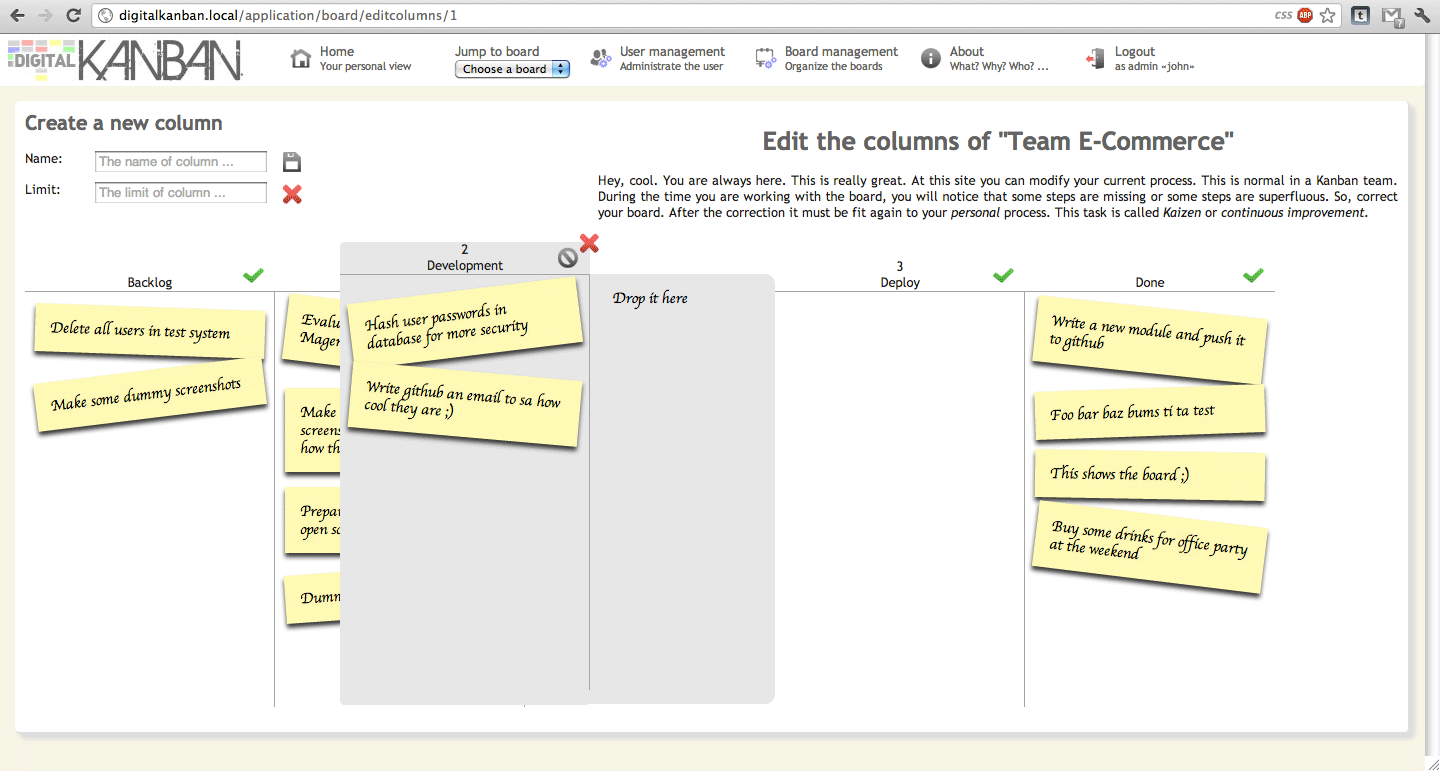 digitalkanban.local/application/board/editcolumns/1
CSS
ABP
t
DIGITAL KANBAN
Home
Your personal view
Jump to board
Choose a board
User management
Administrate the user
Board management
Organize the boards
About
What? Why? Who? ...
Logout
as admin «john»
Create a new column
Name:
The name of column ...
Limit:
The limit of column ...
Edit the columns of "Team E-Commerce"
Hey, cool. You are always here. This is really great. At this site you can modify your current process. This is normal in a Kanban team.
During the time you are working with the board, you will notice that some steps are missing or some steps are superfluous. So, correct
your board. After the correction it must be fit again to your personal process. This task is called Kaizen or continuous improvement.
Backlog
Delete all users in test system
Make some dummy screenshots
Evalu
Magen
Make
screens
how th
Prepar
open so
Dumm
2
Development
Hash user passwords in
database for more security
Write github an email to sa how
cool they are ;)
Drop it here
3
Deploy
Done
Write a new module and push it
to github
Foo bar baz bums ti ta test
This shows the board ;)
Buy some drinks for office party
at the weekend